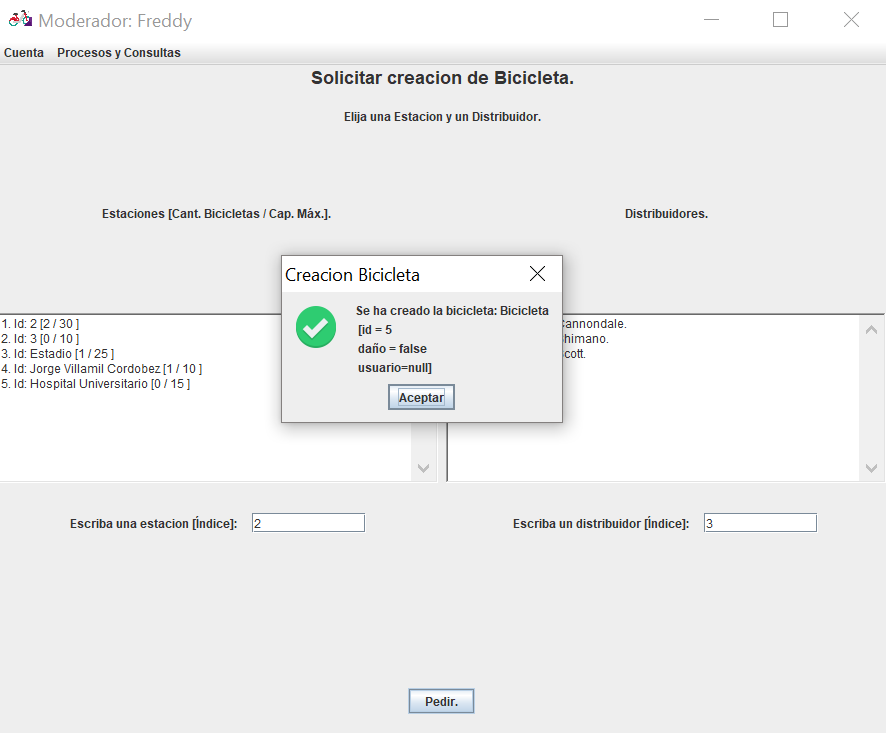 Moderador: Freddy
Cuenta Procesos y Consultas
Solicitar creacion de Bicicleta.
Elija una Estacion y un Distribuidor.
Estaciones [Cant. Bicicletas / Cap. Máx.].
Distribuidores.
Creacion Bicicleta
Se ha creado la bicicleta: Bicicleta
[id = 5
daño = false
usuario=null]
Aceptar
1. Id: 2 [2 / 30 ]
2. Id: 3 [0 / 10 ]
3. Id: Estadio [1 / 25 ]
4. Id: Jorge Villamil Cordobez [1 / 10 ]
5. Id: Hospital Universitario [0 / 15 ]
Cannondale.
himano.
cott.
Escriba una estacion [Índice]: 2
Escriba un distribuidor [Índice]: 3
Pedir.